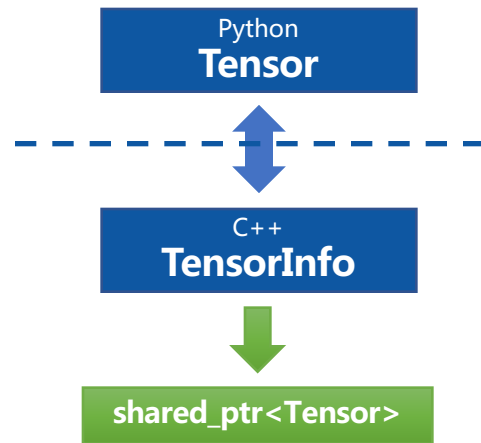 Python
Tensor
C++
TensorInfo
shared_ptr<Tensor>